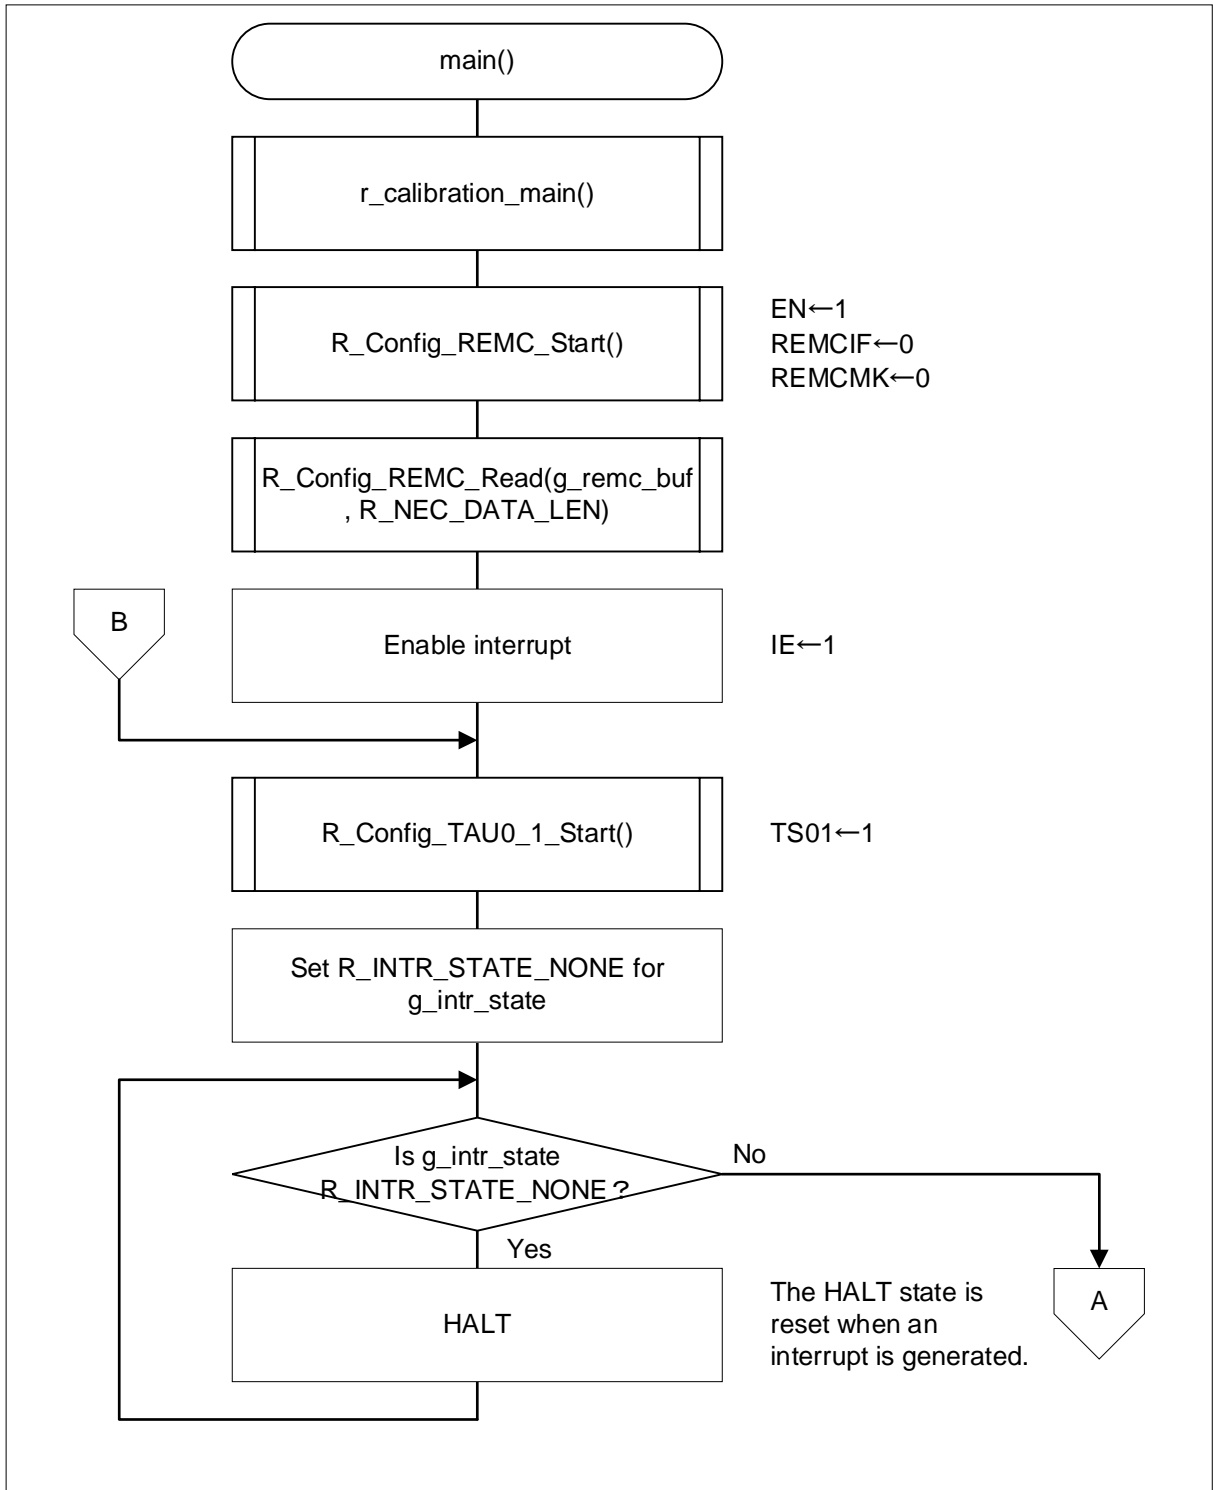 main()
r_calibration_main()
R_Config_REMC_Start()
EN←1
REMCIF←0
REMCMK←0
R_Config_REMC_Read(g_remc_buf
, R_NEC_DATA_LEN)
B
Enable interrupt
IE←1
R_Config_TAU0_1_Start()
TS01←1
Set R_INTR_STATE_NONE for
g_intr_state
Is g_intr_state
R_INTR_STATE_NONE？
No
Yes
HALT
The HALT state is
reset when an
interrupt is generated.
A